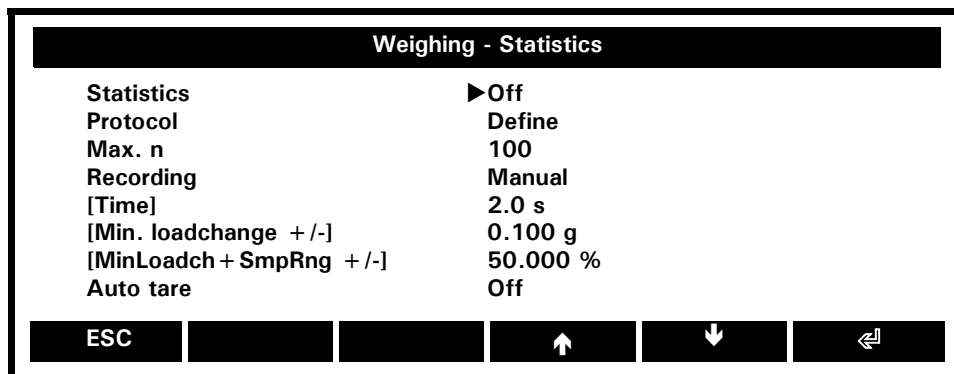 Weighing - Statistics
Statistics ▶Off
Protocol Define
Max. n 100
Recording Manual
[Time] 2.0 s
[Min. loadchange +/-] 0.100 g
[MinLoadch+SmpRng +/-] 50.000 %
Auto tare Off
ESC